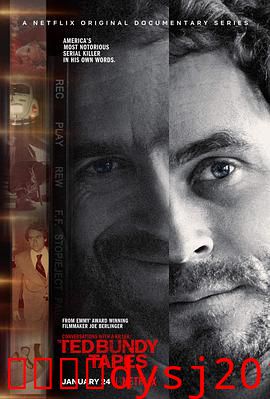 A NETFLIX ORIGINAL DOCUMENTARY SERIES
AMERICA'S
MOST NOTORIOUS
SERIAL KILLER
IN HIS OWN WORDS.
REC
PLAY
REW
F.F.
STOP/EJECT
FROM EMMY® AWARD WINNING
FILMMAKER JOE BERLINGER
CONVERSATIONS WITH A KILLER:
TED BUNDY
TAPES
JANUARY 24
dysj20